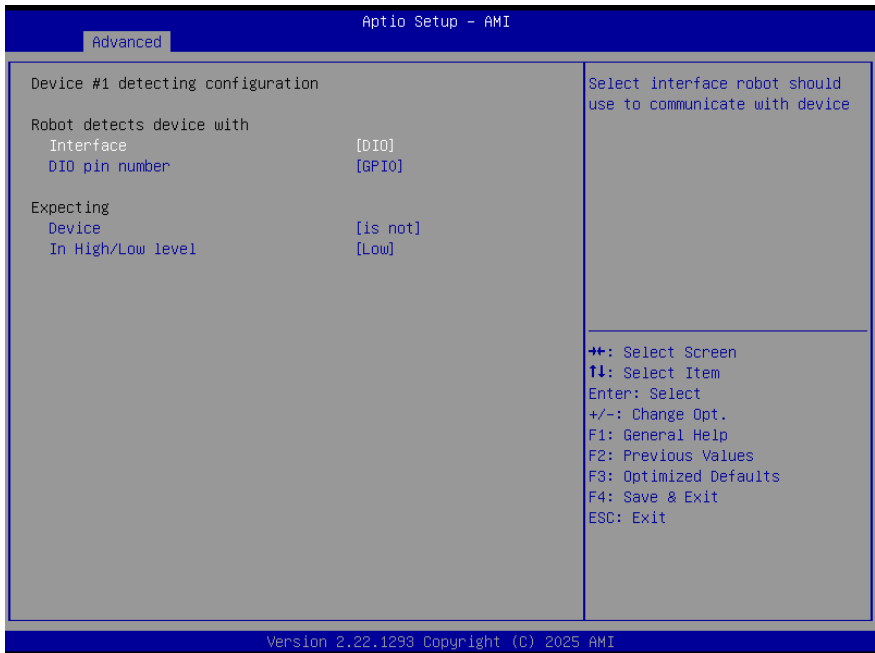 Aptio Setup – AMI
Advanced
Device #1 detecting configuration
Robot detects device with
Interface [DIO]
DIO pin number [GPIO]
Expecting
Device [is not]
In High/Low level [Low]
Select interface robot should
use to communicate with device
→←: Select Screen
↑↓: Select Item
Enter: Select
+/-: Change Opt.
F1: General Help
F2: Previous Values
F3: Optimized Defaults
F4: Save & Exit
ESC: Exit
Version 2.22.1293 Copyright (C) 2025 AMI